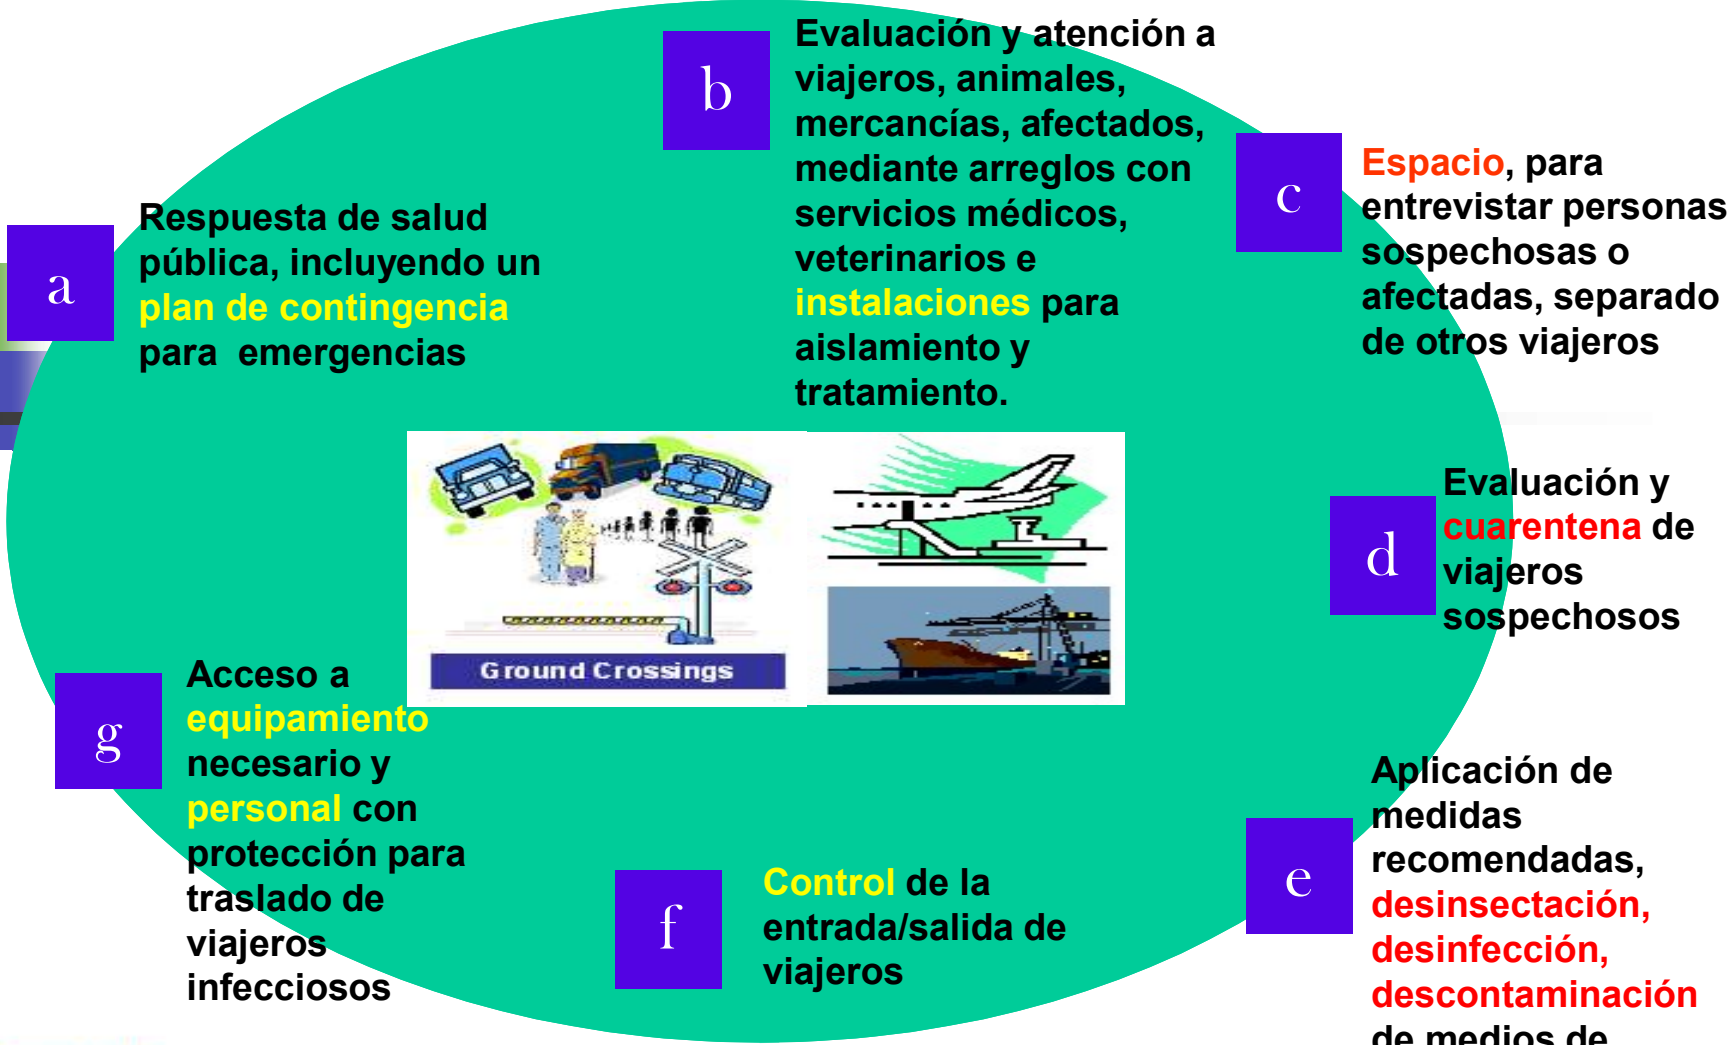 a
Respuesta de salud
pública, incluyendo un
plan de contingencia
para emergencias
b
Evaluación y atención a
viajeros, animales,
mercancías, afectados,
mediante arreglos con
servicios médicos,
veterinarios e
instalaciones para
aislamiento y
tratamiento.
c
Espacio, para
entrevistar personas
sospechosas o
afectadas, separado
de otros viajeros
d
Evaluación y
cuarentena de
viajeros
sospechosos
e
Aplicación de
medidas
recomendadas,
desinsectación,
desinfección,
descontaminación
de medios de
f
Control de la
entrada/salida de
viajeros
g
Acceso a
equipamiento
necesario y
personal con
protección para
traslado de
viajeros
infecciosos
Ground Crossings